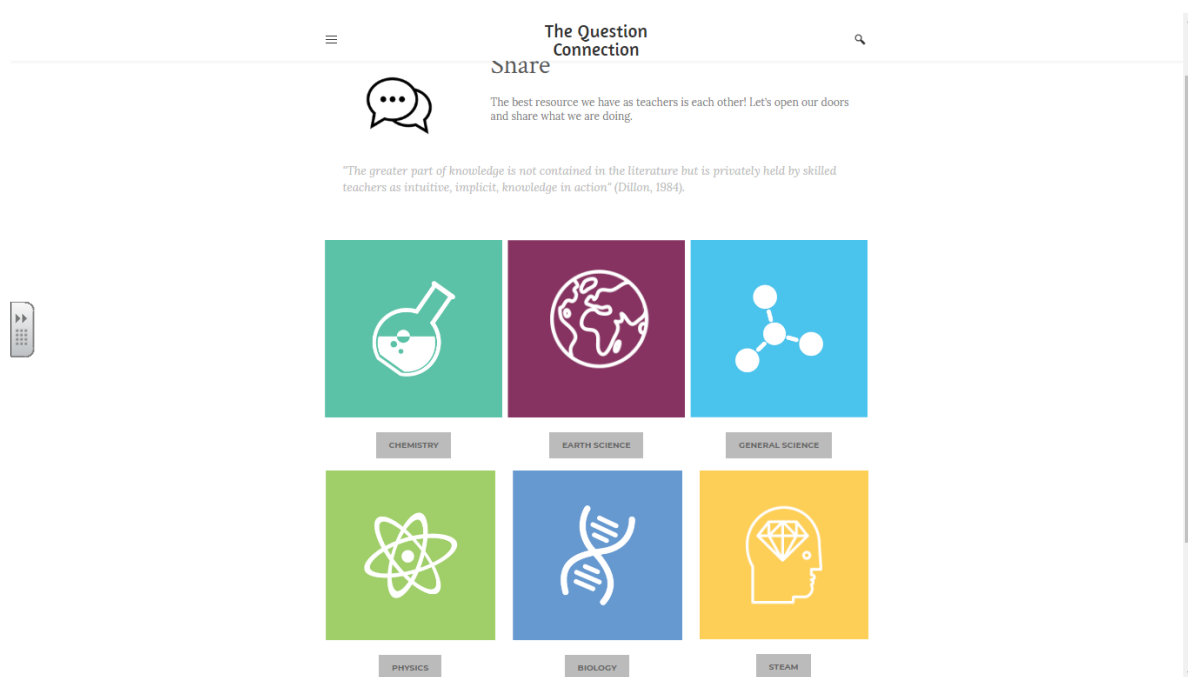 The Question
Connection
Share
The best resource we have as teachers is each other! Let's open our doors
and share what we are doing.
"The greater part of knowledge is not contained in the literature but is privately held by skilled
teachers as intuitive, implicit, knowledge in action" (Dillon, 1984).
CHEMISTRY
EARTH SCIENCE
GENERAL SCIENCE
PHYSICS
BIOLOGY
STEAM